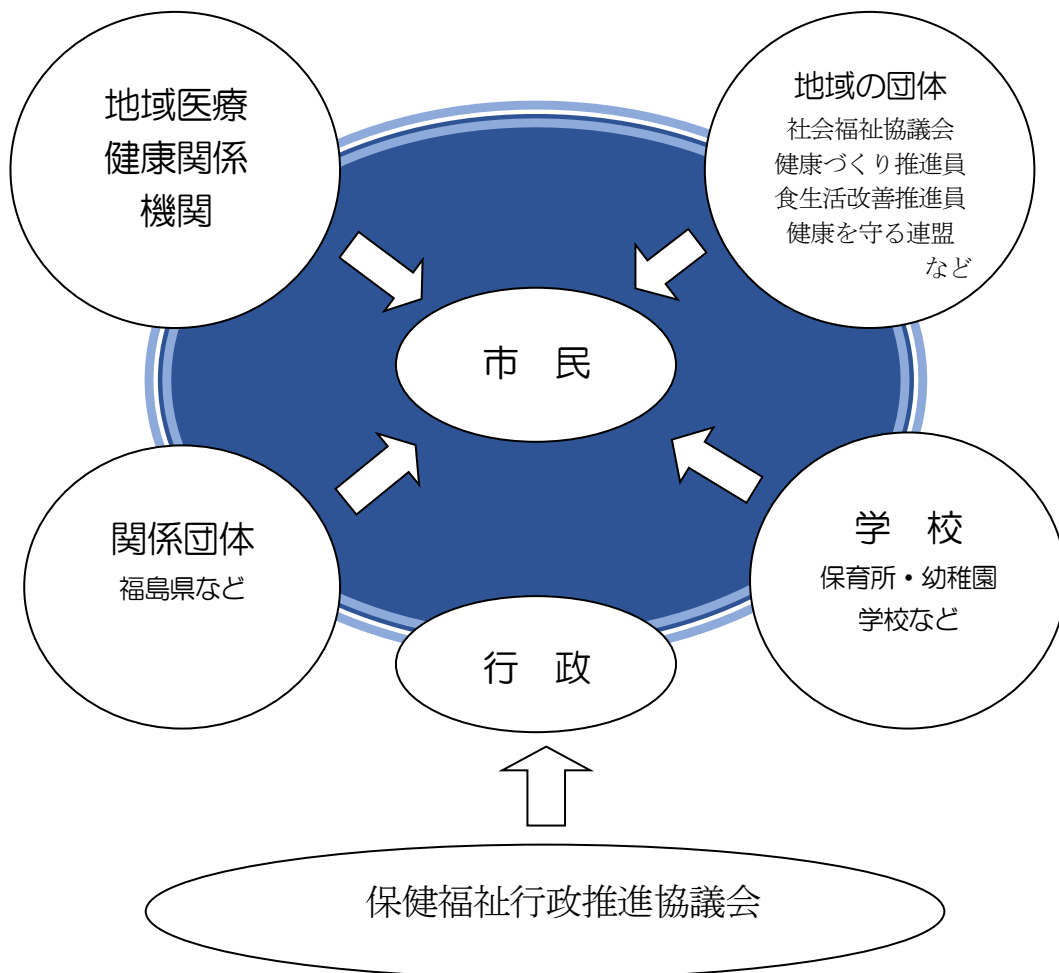 地域医療
健康関係
機関
地域の団体
社会福祉協議会
健康づくり推進員
食生活改善推進員
健康を守る連盟
など
市　民
関係団体
福島県など
学　校
保育所・幼稚園
学校など
行　政
保健福祉行政推進協議会